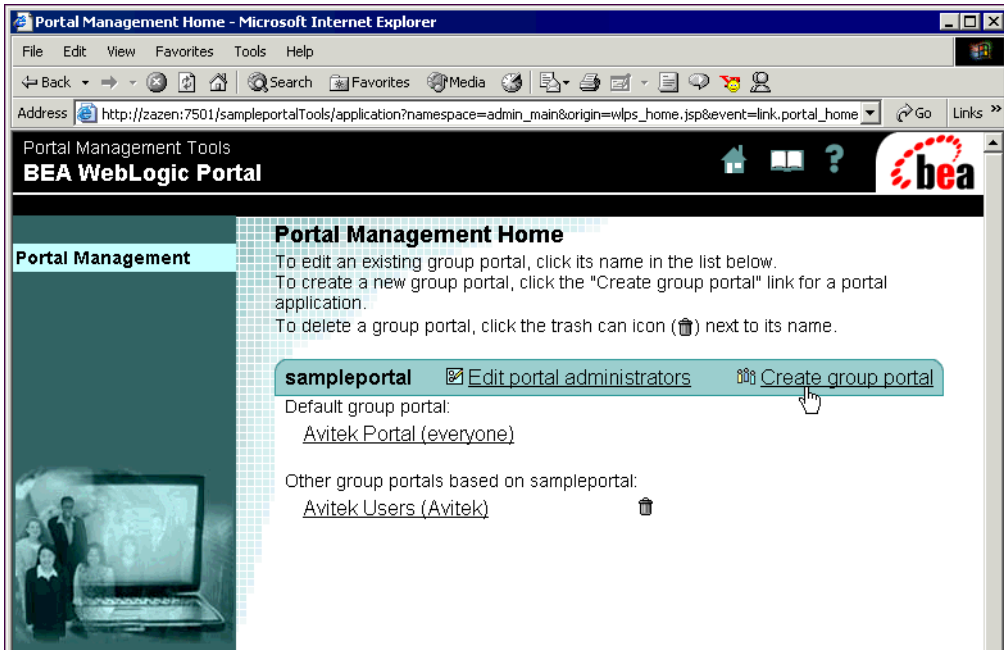 Portal Management Home - Microsoft Internet Explorer
File Edit View Favorites Tools Help
Back Search Favorites Media
Address http://zazen:7501/sampleportalTools/application?namespace=admin_main&origin=wlps_home.jsp&event=link.portal_home Go Links »
Portal Management Tools
BEA WebLogic Portal
? bea
Portal Management
Portal Management Home
To edit an existing group portal, click its name in the list below.
To create a new group portal, click the "Create group portal" link for a portal
application.
To delete a group portal, click the trash can icon ( ) next to its name.
sampleportal Edit portal administrators Create group portal
Default group portal:
Avitek Portal (everyone)
Other group portals based on sampleportal:
Avitek Users (Avitek)